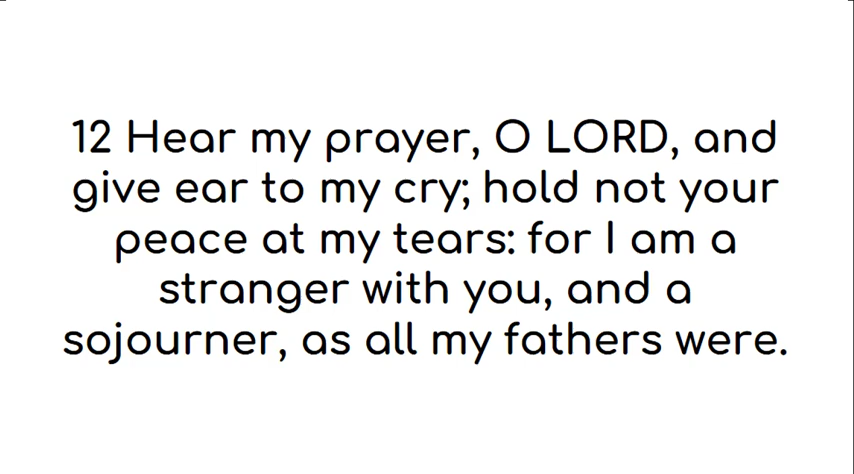 12 Hear my prayer, O LORD, and
give ear to my cry; hold not your
peace at my tears: for I am a
stranger with you, and a
sojourner, as all my fathers were.